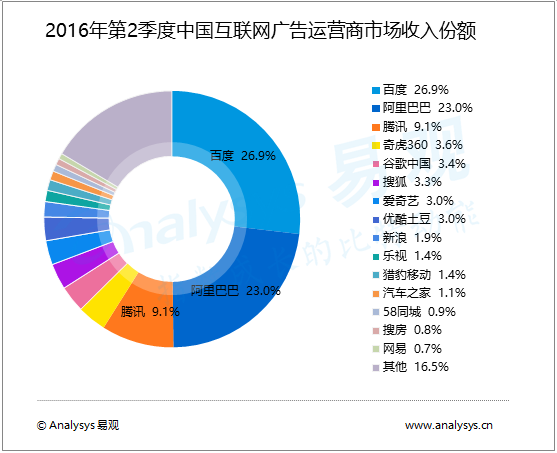 2016年第2季度中国互联网广告运营商市场收入份额
百度 26.9%
阿里巴巴 23.0%
腾讯 9.1%
百度 26.9%
阿里巴巴 23.0%
腾讯 9.1%
奇虎360 3.6%
谷歌中国 3.4%
搜狐 3.3%
爱奇艺 3.0%
优酷土豆 3.0%
新浪 1.9%
乐视 1.4%
猎豹移动 1.4%
汽车之家 1.1%
58同城 0.9%
搜房 0.8%
网易 0.7%
其他 16.5%
Analysys 易观
© Analysys 易观
www.analysys.cn